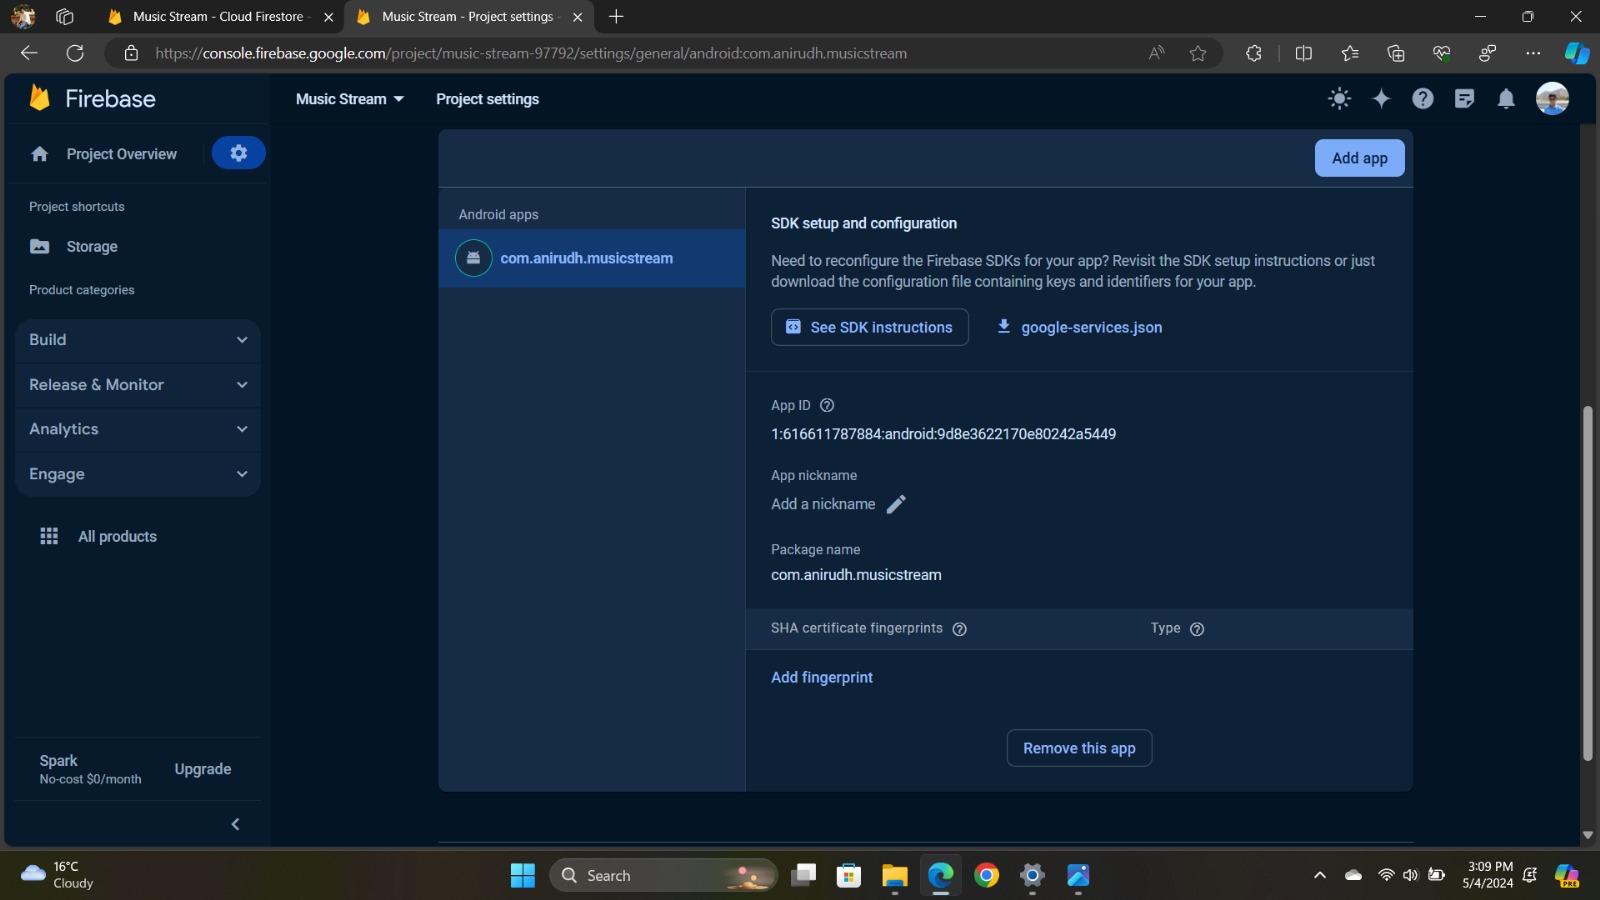 Music Stream - Cloud Firestore -
Music Stream - Project settings -
https://console.firebase.google.com/project/music-stream-97792/settings/general/android:com.anirudh.musicstream
Firebase
Music Stream
Project settings
Project Overview
Project shortcuts
Storage
Product categories
Build
Release & Monitor
Analytics
Engage
All products
Spark
No-cost $0/month
Upgrade
Add app
Android apps
com.anirudh.musicstream
SDK setup and configuration
Need to reconfigure the Firebase SDKs for your app? Revisit the SDK setup instructions or just
download the configuration file containing keys and identifiers for your app.
See SDK instructions
google-services.json
App ID
1:616611787884:android:9d8e3622170e80242a5449
App nickname
Add a nickname
Package name
com.anirudh.musicstream
SHA certificate fingerprints
Type
Add fingerprint
Remove this app
16°C
Cloudy
Search
3:09 PM
5/4/2024
PRE